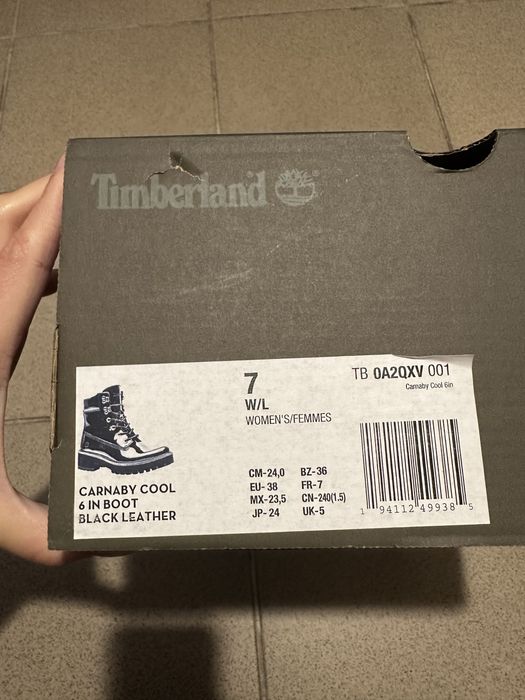 Timberland
7
W/L
WOMEN'S/FEMMES
TB 0A2QXV 001
Carnaby Cool 6in
CARNABY COOL
6 IN BOOT
BLACK LEATHER
CM-24,0 BZ-36
EU- 38 FR-7
MX-23,5 CN-240(1.5)
JP- 24 UK-5
1 94112 49938 5